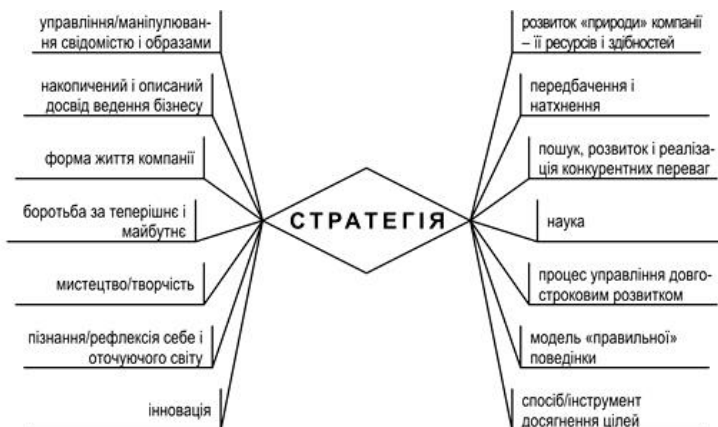 управління/маніпулюван-
ня свідомістю і образами
накопичений і описаний
досвід ведення бізнесу
форма життя компанії
боротьба за теперішнє і
майбутнє
мистецтво/творчість
пізнання/рефлексія себе і
оточуючого світу
інновація
СТРАТЕГІЯ
розвиток «природи» компанії
– її ресурсів і здібностей
передбачення і
натхнення
пошук, розвиток і реаліза-
ція конкурентних переваг
наука
процес управління довго-
строковим розвитком
модель «правильної»
поведінки
спосіб/інструмент
досягнення цілей